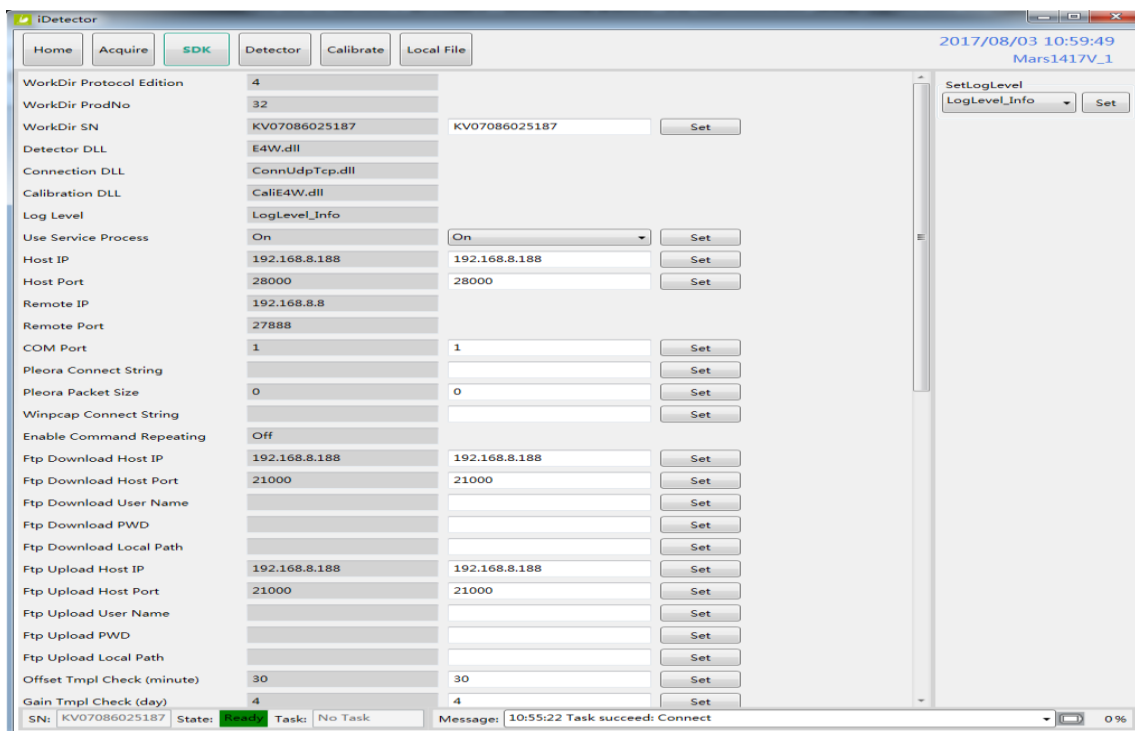 iDetector
Home Acquire SDK Detector Calibrate Local File
2017/08/03 10:59:49
Mars1417V_1
WorkDir Protocol Edition 4
SetLogLevel
WorkDir ProdNo 32
LogLevel_Info Set
WorkDir SN KV07086025187 KV07086025187 Set
Detector DLL E4W.dll
Connection DLL ConnUdpTcp.dll
Calibration DLL CaliE4W.dll
Log Level LogLevel_Info
Use Service Process On On Set
Host IP 192.168.8.188 192.168.8.188 Set
Host Port 28000 28000 Set
Remote IP 192.168.8.8
Remote Port 27888
COM Port 1 1 Set
Pleora Connect String Set
Pleora Packet Size 0 0 Set
Winpcap Connect String Set
Enable Command Repeating Off
Ftp Download Host IP 192.168.8.188 192.168.8.188 Set
Ftp Download Host Port 21000 21000 Set
Ftp Download User Name Set
Ftp Download PWD Set
Ftp Download Local Path Set
Ftp Upload Host IP 192.168.8.188 192.168.8.188 Set
Ftp Upload Host Port 21000 21000 Set
Ftp Upload User Name Set
Ftp Upload PWD Set
Ftp Upload Local Path Set
Offset Tmpl Check (minute) 30 30 Set
Gain Tmpl Check (day) 4 4 Set
SN: KV07086025187 State: Ready Task: No Task Message: 10:55:22 Task succeed: Connect 0%